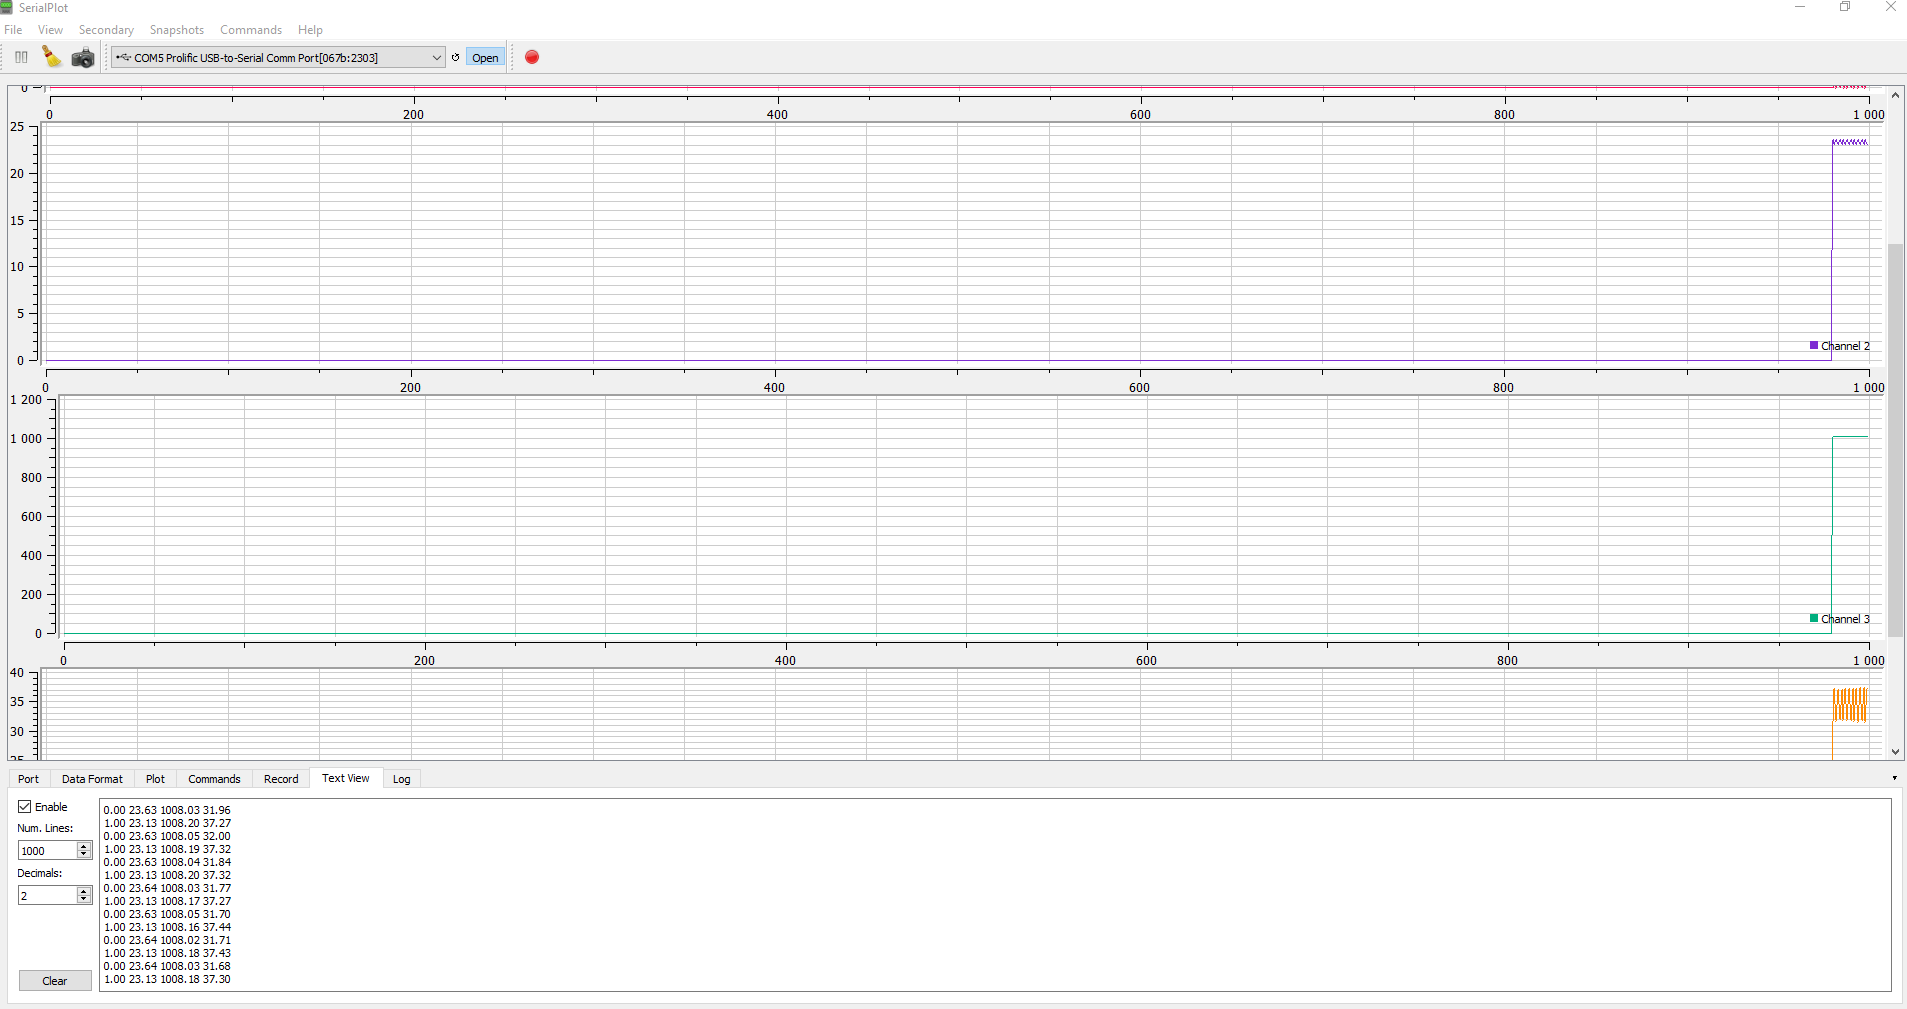 SerialPlot
File View Secondary Snapshots Commands Help
COM5 Prolific USB-to-Serial Comm Port[067b:2303] Open
0
0 200 400 600 800 1 000
25
20
15
10
5
0
Channel 2
0 200 400 600 800 1 000
1 200
1 000
800
600
400
200
0
Channel 3
0 200 400 600 800 1 000
40
35
30
25
Port Data Format Plot Commands Record Text View Log
Enable
Num. Lines:
1000
Decimals:
2
Clear
0.00 23.63 1008.03 31.96
1.00 23.13 1008.20 37.27
0.00 23.63 1008.05 32.00
1.00 23.13 1008.19 37.32
0.00 23.63 1008.04 31.84
1.00 23.13 1008.20 37.32
0.00 23.64 1008.03 31.77
1.00 23.13 1008.17 37.27
0.00 23.63 1008.05 31.70
1.00 23.13 1008.16 37.44
0.00 23.64 1008.02 31.71
1.00 23.13 1008.18 37.43
0.00 23.64 1008.03 31.68
1.00 23.13 1008.18 37.30